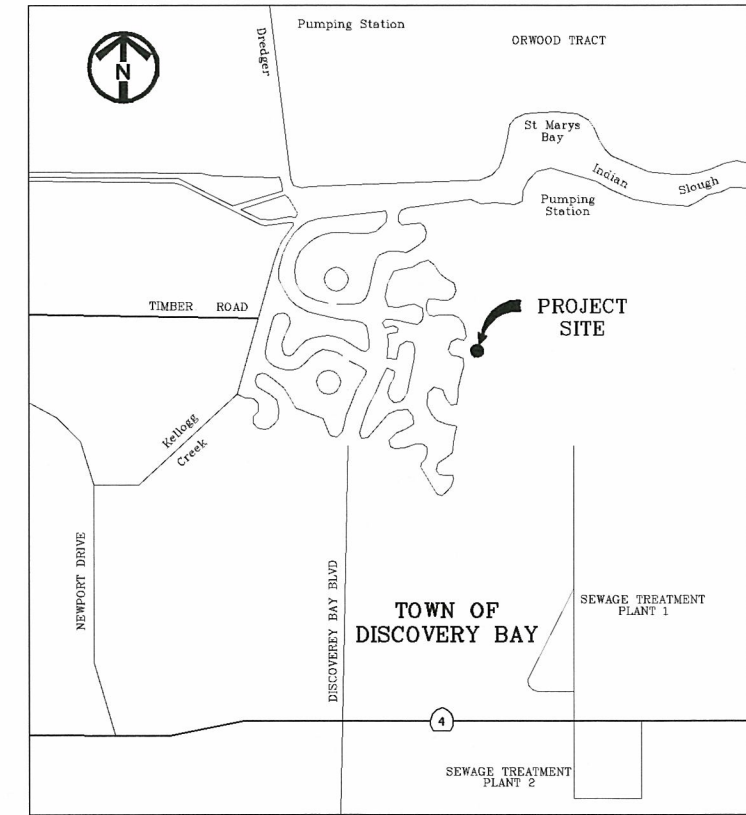 Pumping Station
Dredger
ORWOOD TRACT
N
St Marys
Bay
Indian Slough
Pumping
Station
TIMBER ROAD
PROJECT
SITE
Kellogg
Creek
NEWPORT DRIVE
DISCOVEREY BAY BLVD
TOWN OF
DISCOVERY BAY
SEWAGE TREATMENT
PLANT 1
4
SEWAGE TREATMENT
PLANT 2